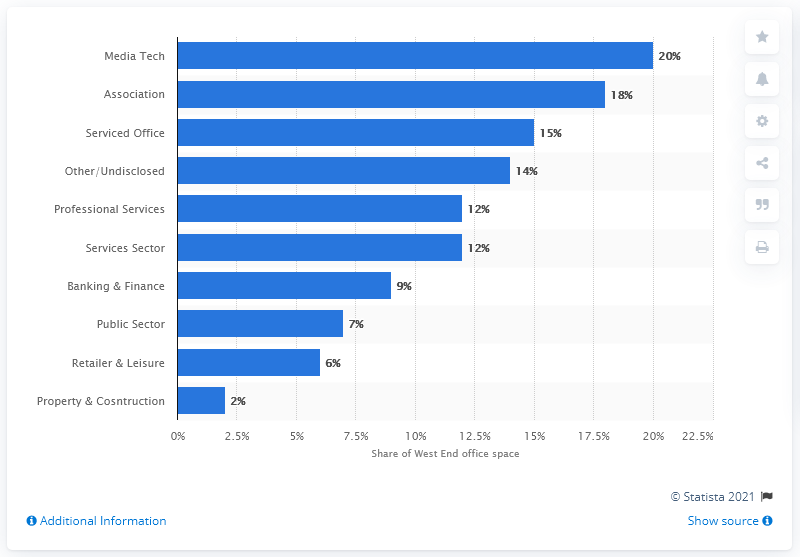 Media Tech 20%
Association 18%
Serviced Office 15%
Other/Undisclosed 14%
Professional Services 12%
Services Sector 12%
Banking & Finance 9%
Public Sector 7%
Retailer & Leisure 6%
Property & Cosntruction 2%
0% 2.5% 5% 7.5% 10% 12.5% 15% 17.5% 20% 22.5%
Share of West End office space
© Statista 2021
Additional Information Show source